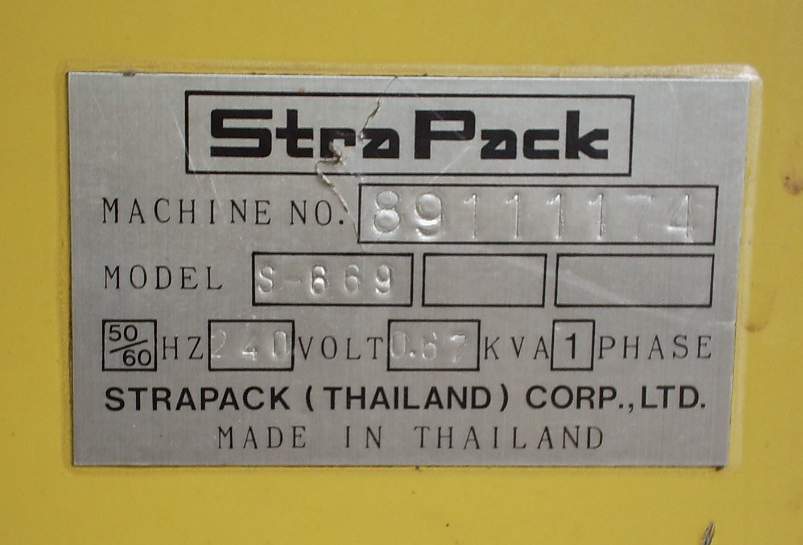 StraPack
MACHINE NO. 89111174
MODEL S-669
50/60 HZ 240 VOLT 0.67 KVA 1 PHASE
STRAPACK (THAILAND) CORP.,LTD.
MADE IN THAILAND